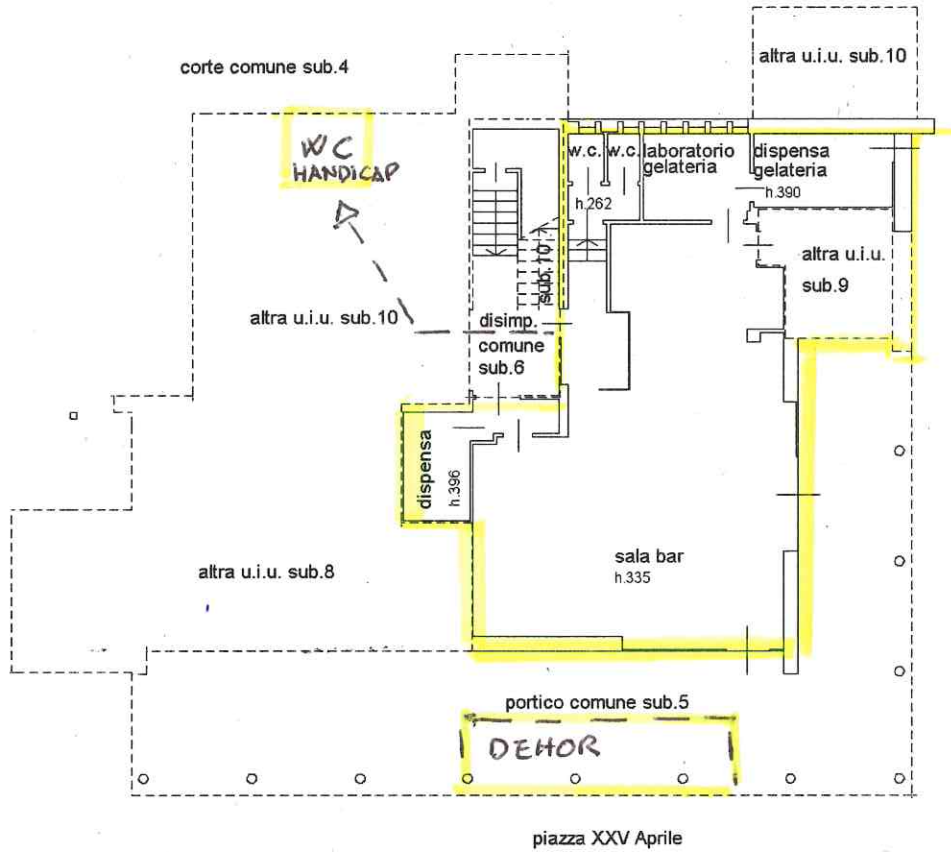 corte comune sub.4
altra u.i.u. sub.10
WC
HANDICAP
w.c.
w.c.
laboratorio
gelateria
dispensa
gelateria
h.390
h.262
sub.10
altra u.i.u.
sub.9
altra u.i.u. sub.10
disimp.
comune
sub.6
dispensa
h.396
sala bar
h.335
altra u.i.u. sub.8
portico comune sub.5
DEHOR
piazza XXV Aprile